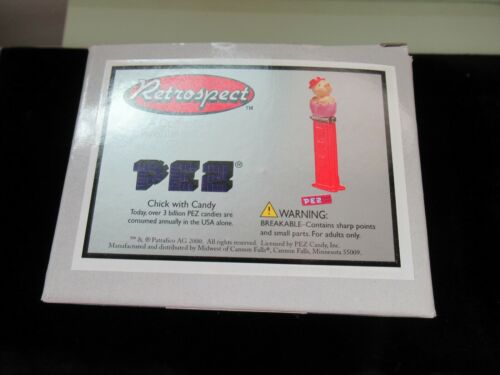 Retrospect
™
PEZ®
Chick with Candy
Today, over 3 billion PEZ candies are
consumed annually in the USA alone.
PEZ
WARNING:
BREAKABLE–Contains sharp points
and small parts. For adults only.
™ & ® Patrafico AG 2000. All rights reserved. Licensed by PEZ Candy, Inc.
Manufactured and distributed by Midwest of Cannon Falls®, Cannon Falls, Minnesota 55009.